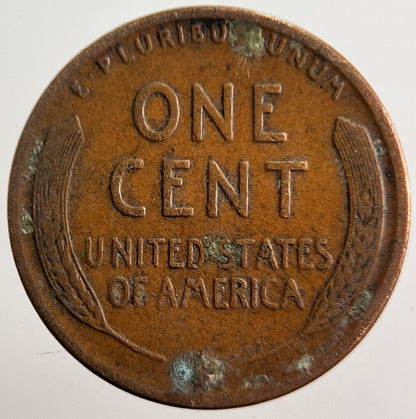 E·PLURIBUS UNUM
ONE
CENT
UNITED STATES
OF AMERICA